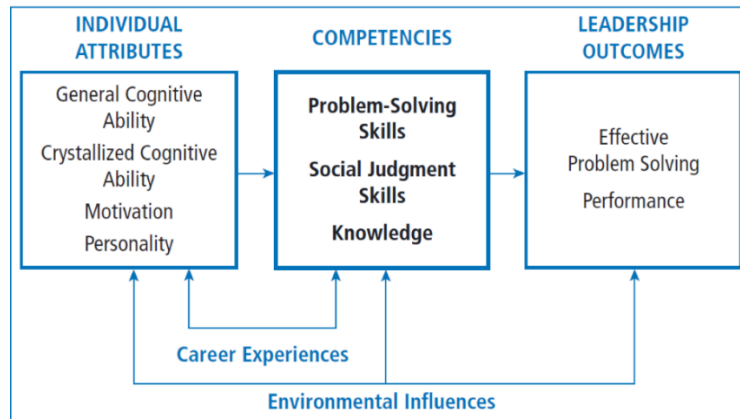 INDIVIDUAL
ATTRIBUTES
General Cognitive
Ability
Crystallized Cognitive
Ability
Motivation
Personality
COMPETENCIES
Problem-Solving
Skills
Social Judgment
Skills
Knowledge
LEADERSHIP
OUTCOMES
Effective
Problem Solving
Performance
Career Experiences
Environmental Influences